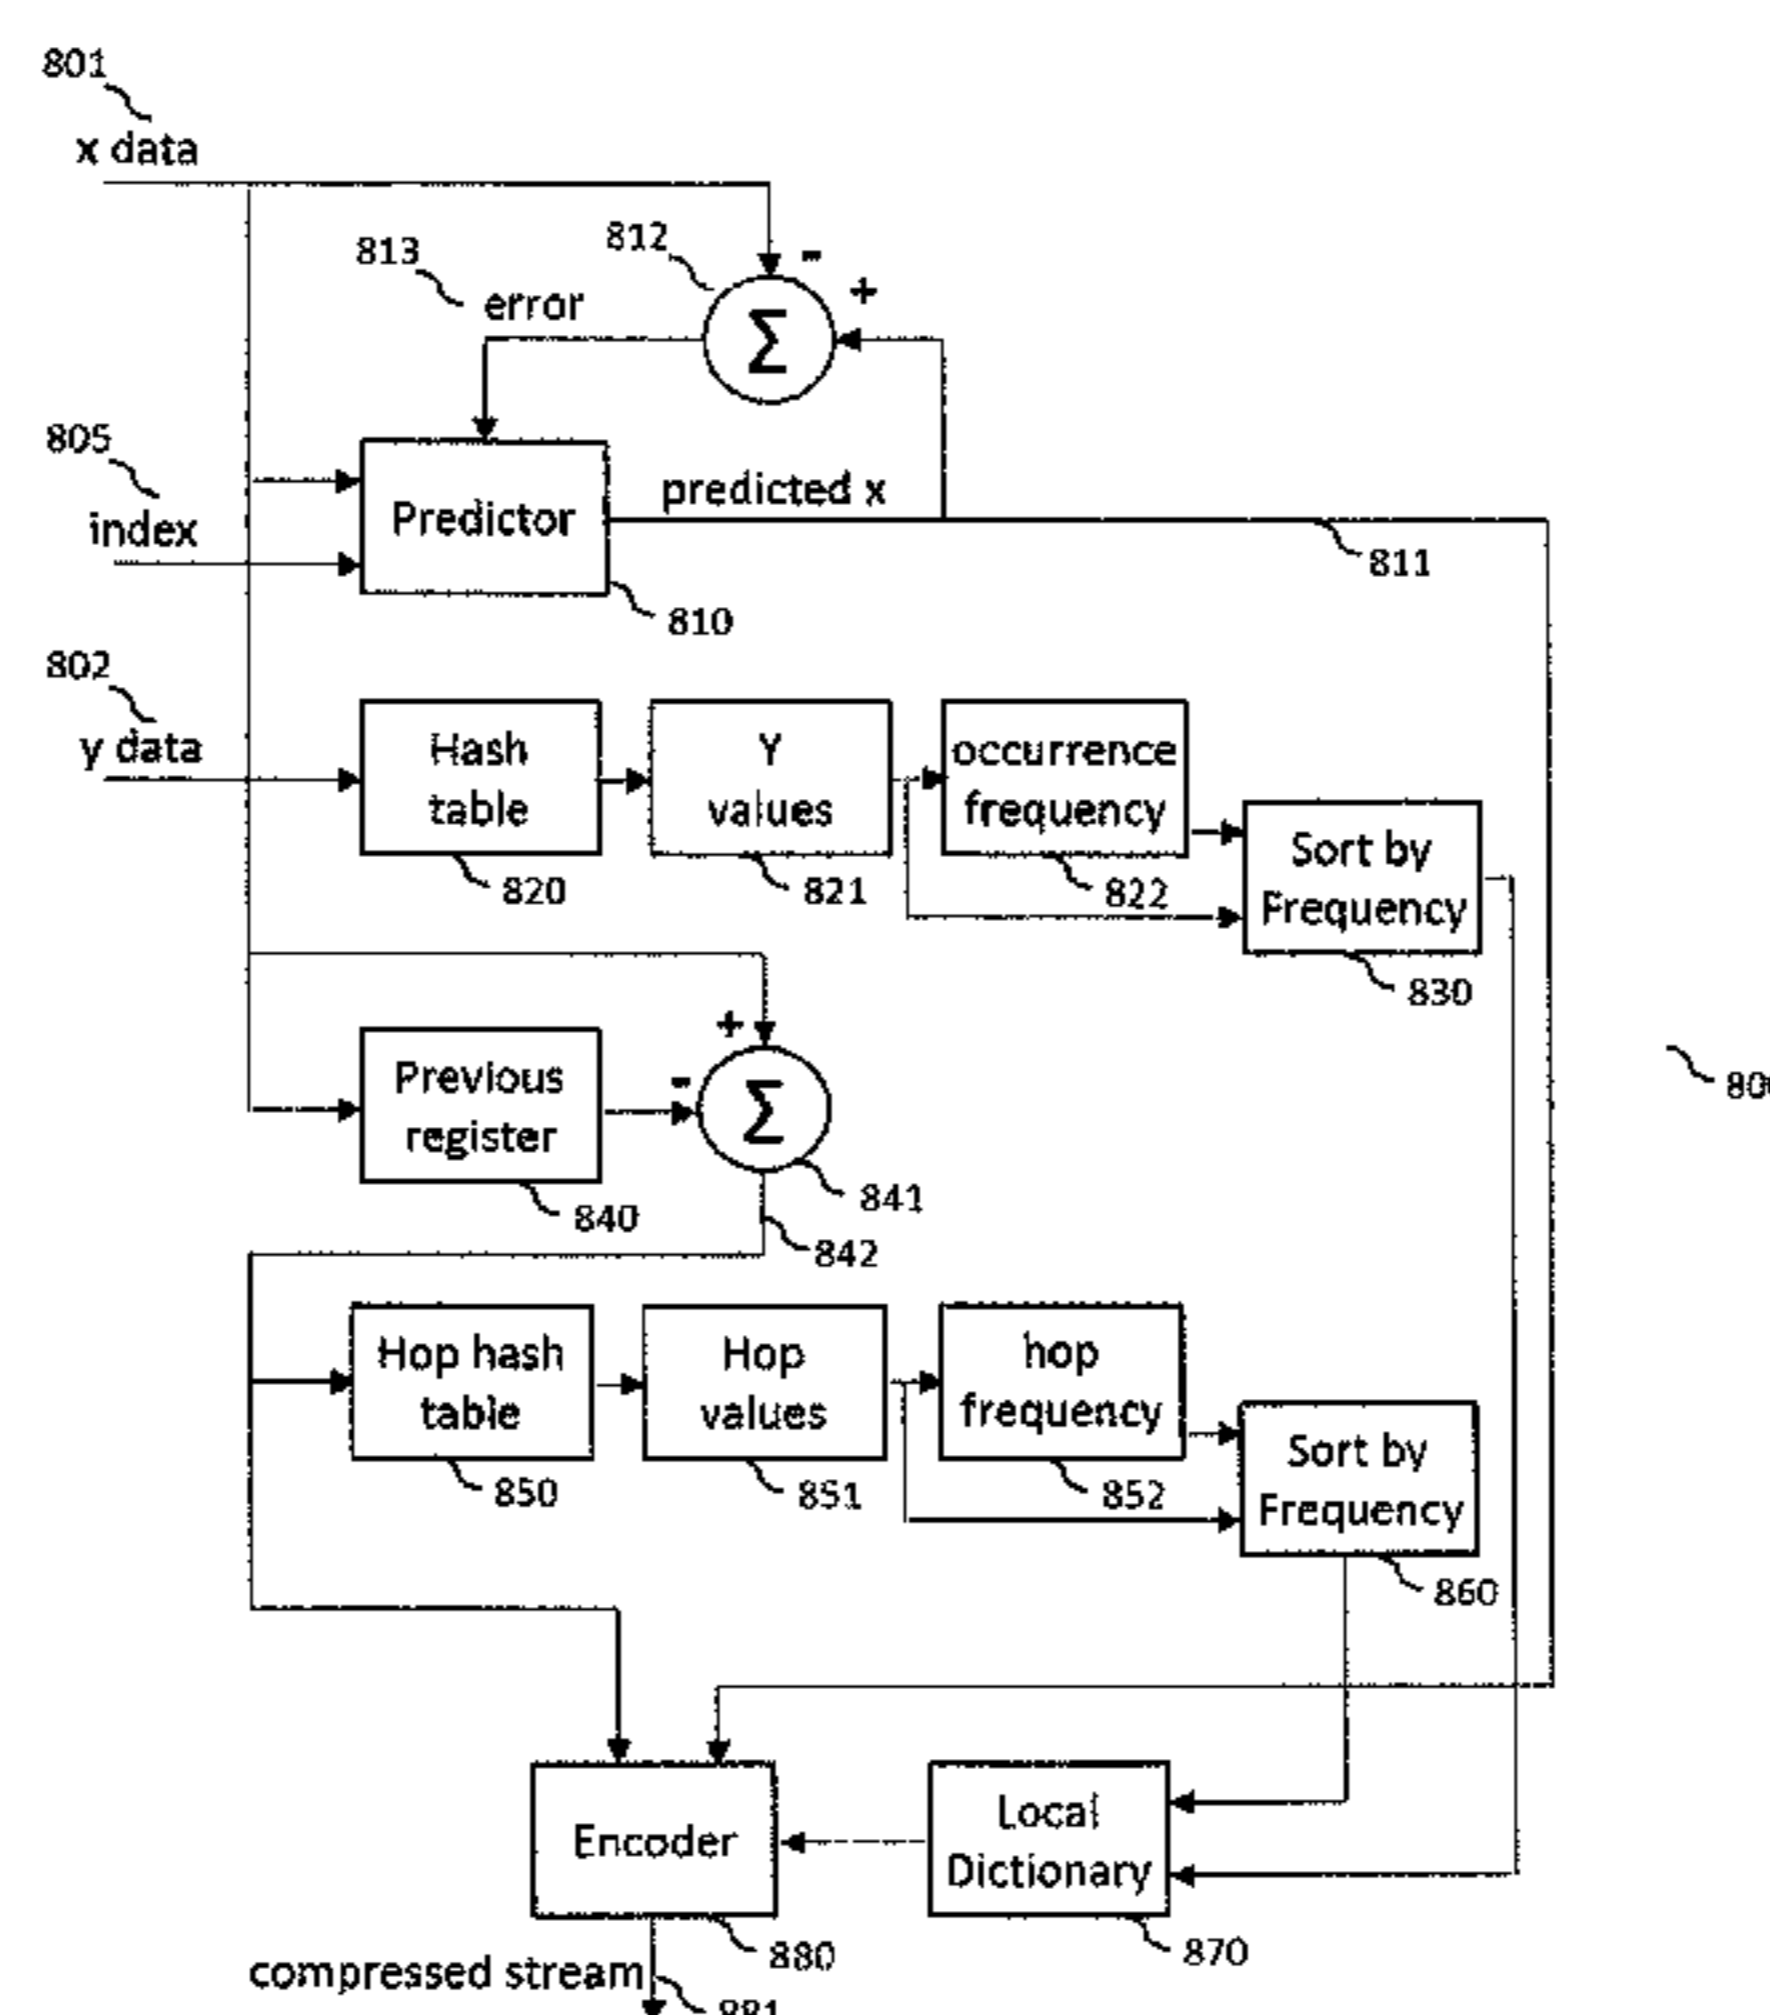 801
x data
812
-
+
813
error
Σ
805
index
Predictor
predicted x
811
810
802
y data
Hash
table
Y
values
occurrence
frequency
Sort by
Frequency
820
821
822
830
+
Previous
register
-
Σ
840
841
842
Hop hash
table
Hop
values
hop
frequency
Sort by
Frequency
850
851
852
860
Encoder
Local
Dictionary
880
870
compressed stream
881